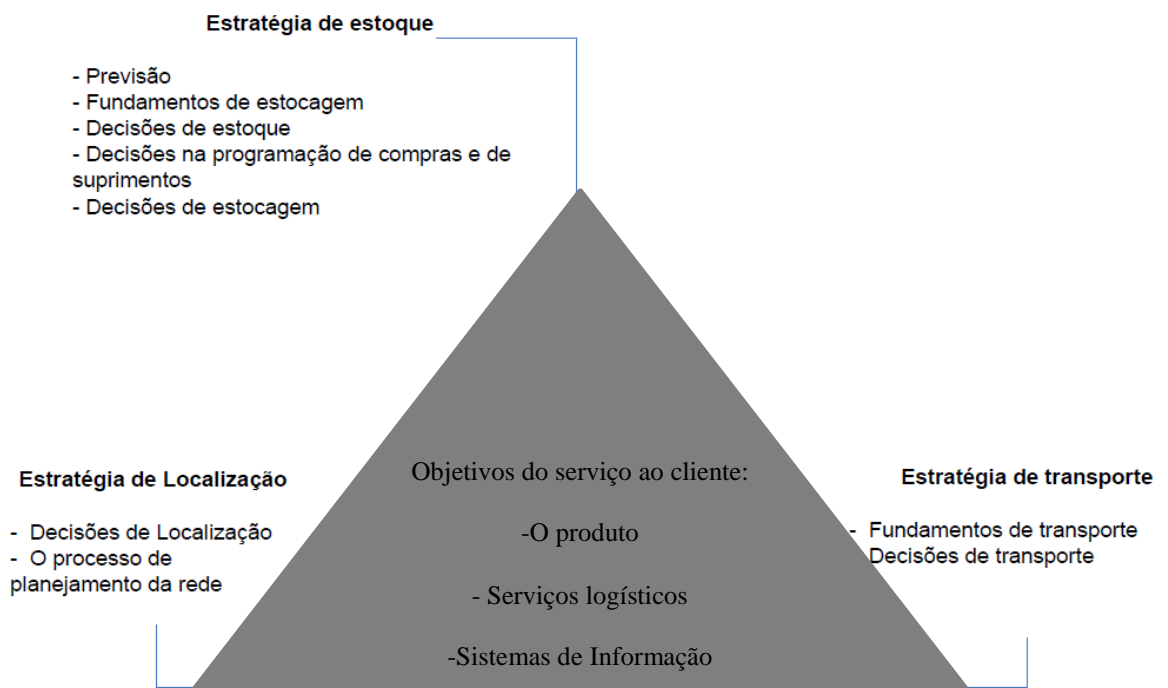 Estratégia de estoque
- Previsão
- Fundamentos de estocagem
- Decisões de estoque
- Decisões na programação de compras e de
suprimentos
- Decisões de estocagem
Estratégia de Localização
- Decisões de Localização
- O processo de
planejamento da rede
Objetivos do serviço ao cliente:
-O produto
- Serviços logísticos
-Sistemas de Informação
Estratégia de transporte
- Fundamentos de transporte
Decisões de transporte